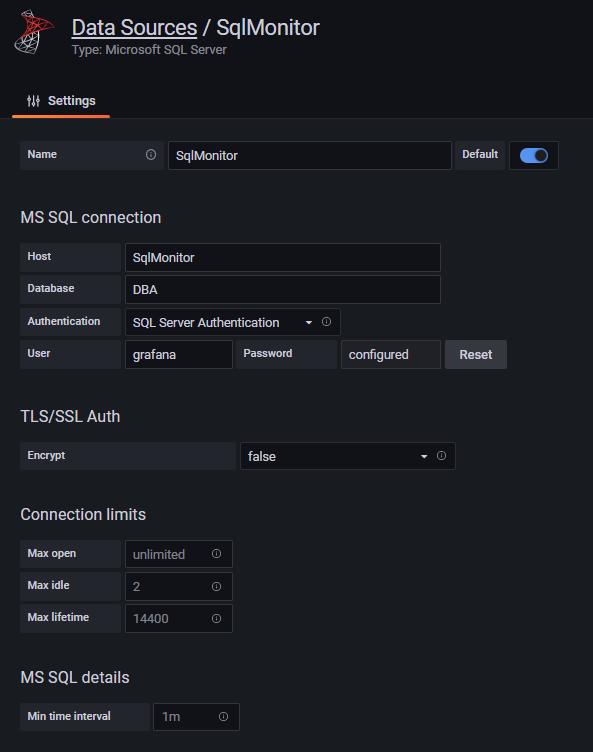 Data Sources / SqlMonitor
Type: Microsoft SQL Server
Settings
Name SqlMonitor Default
MS SQL connection
Host SqlMonitor
Database DBA
Authentication SQL Server Authentication
User grafana Password configured Reset
TLS/SSL Auth
Encrypt false
Connection limits
Max open unlimited
Max idle 2
Max lifetime 14400
MS SQL details
Min time interval 1m